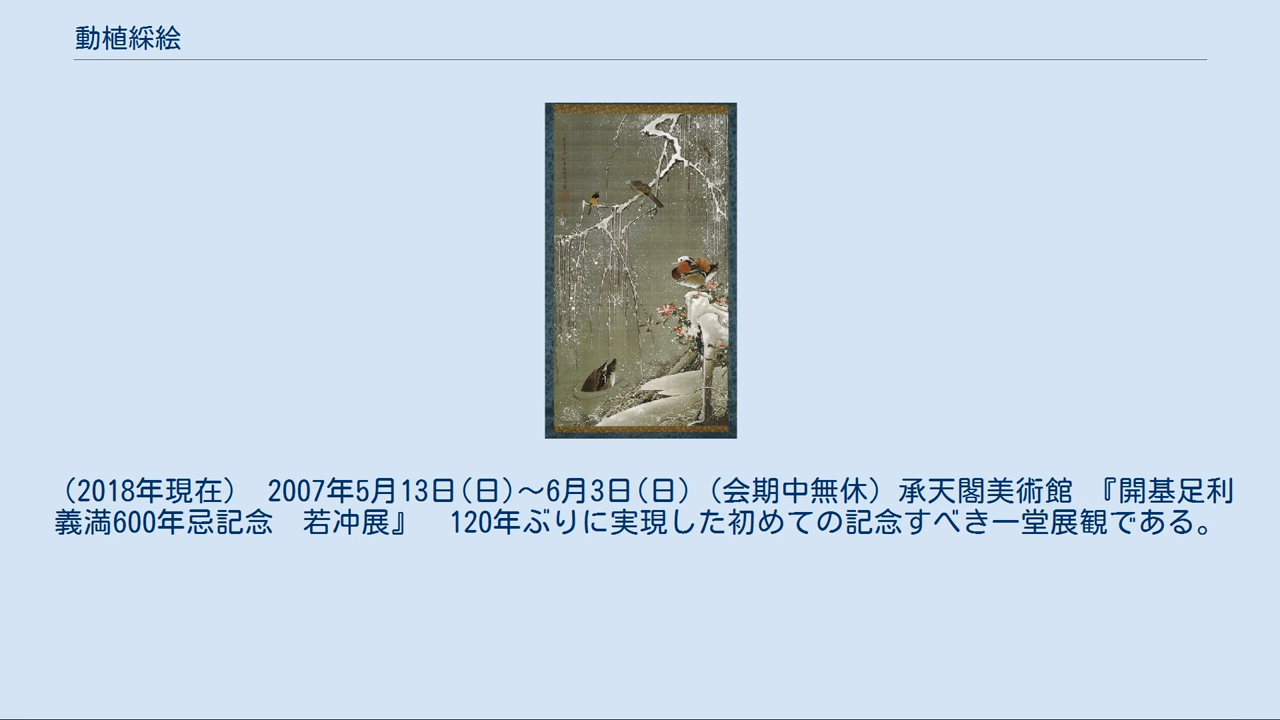 動植綵絵
（2018年現在）　2007年5月13日(日)～6月3日(日)（会期中無休）承天閣美術館　『開基足利
義満600年忌記念　若冲展』　120年ぶりに実現した初めての記念すべき一堂展観である。